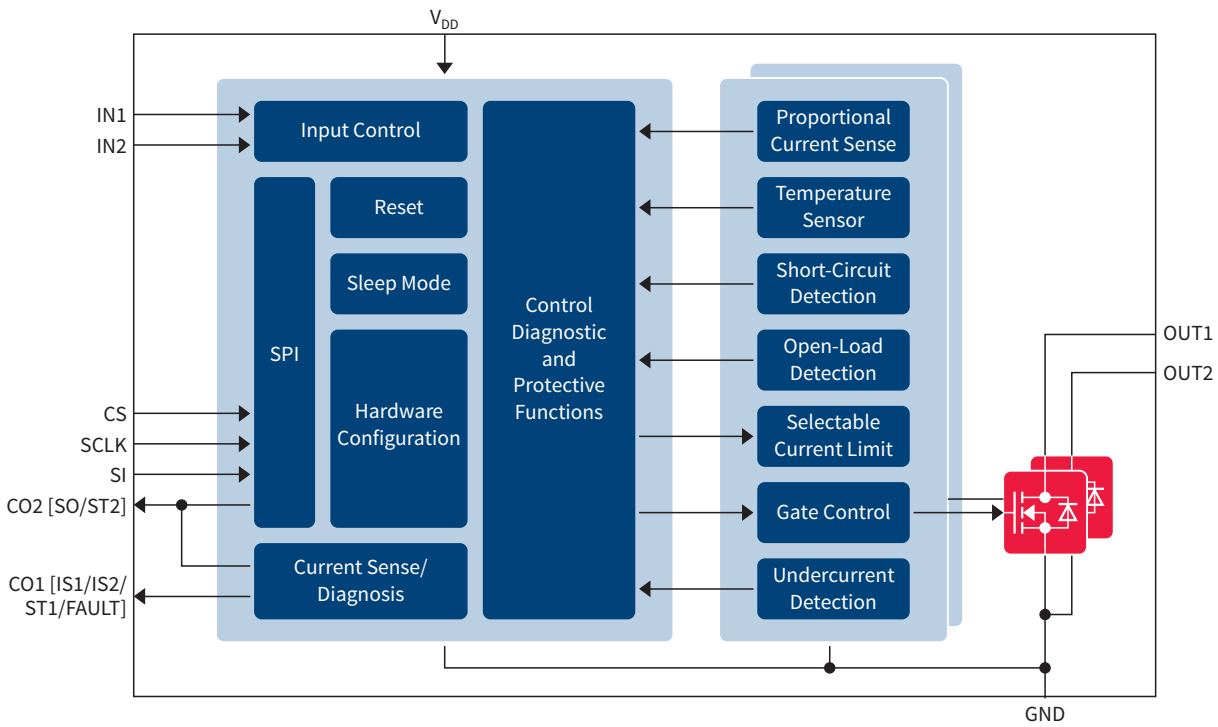 VDD
IN1
IN2
Input Control
SPI
Reset
Sleep Mode
Hardware
Configuration
Current Sense/
Diagnosis
Control
Diagnostic
and
Protective
Functions
Proportional
Current Sense
Temperature
Sensor
Short-Circuit
Detection
Open-Load
Detection
Selectable
Current Limit
Gate Control
Undercurrent
Detection
OUT1
OUT2
CS
SCLK
SI
CO2 [SO/ST2]
CO1 [IS1/IS2/
ST1/FAULT]
GND